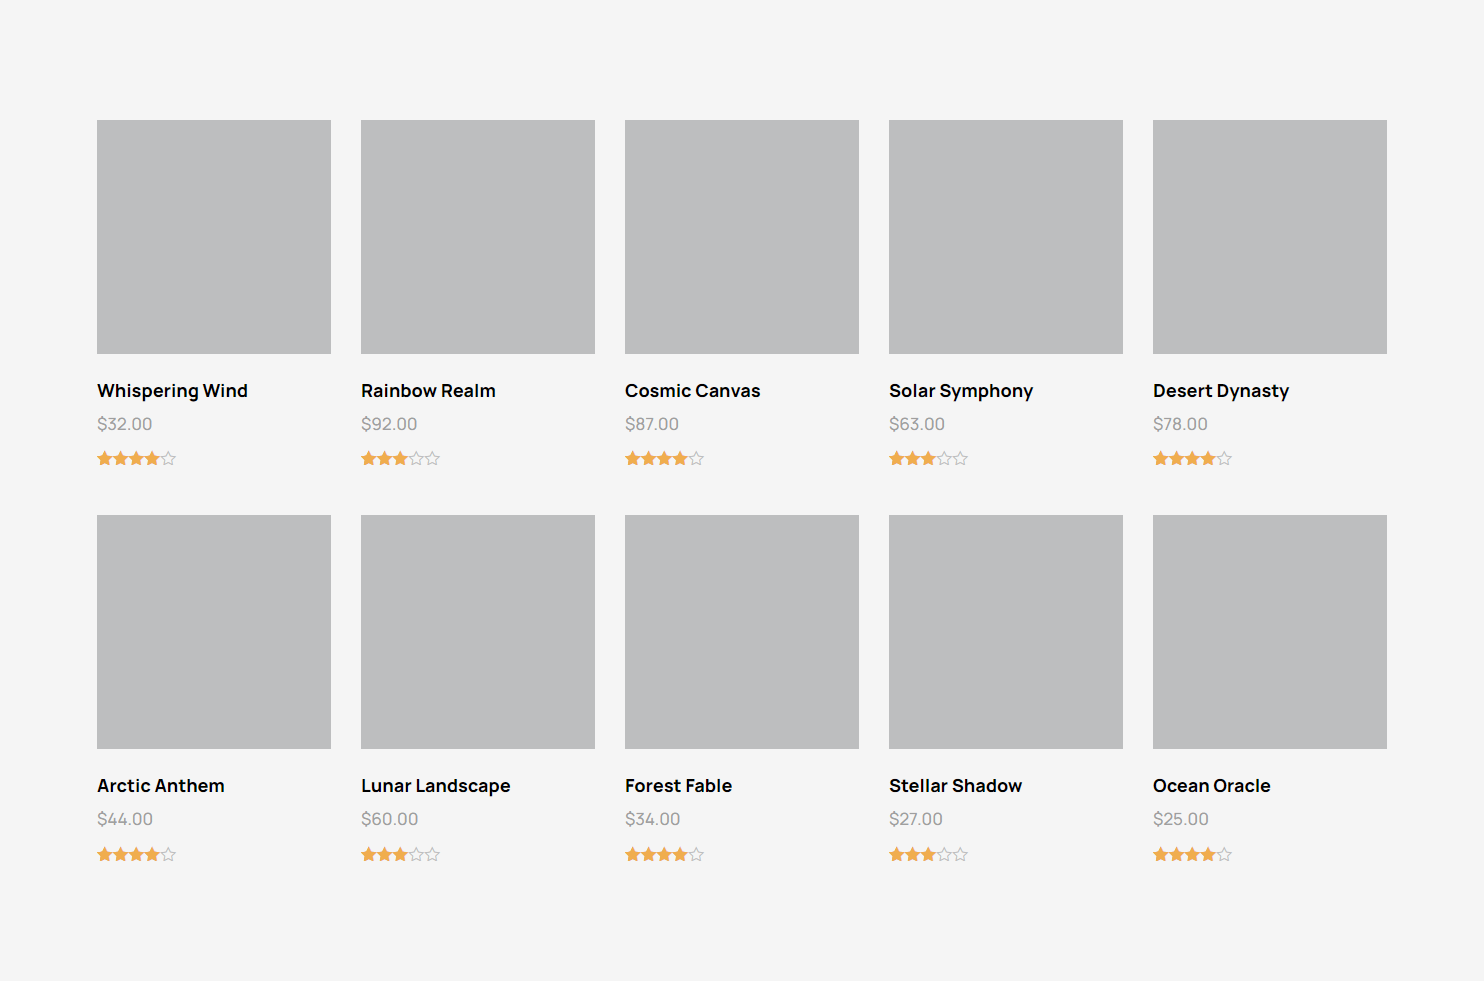 Whispering Wind
$32.00
Rainbow Realm
$92.00
Cosmic Canvas
$87.00
Solar Symphony
$63.00
Desert Dynasty
$78.00
Arctic Anthem
$44.00
Lunar Landscape
$60.00
Forest Fable
$34.00
Stellar Shadow
$27.00
Ocean Oracle
$25.00